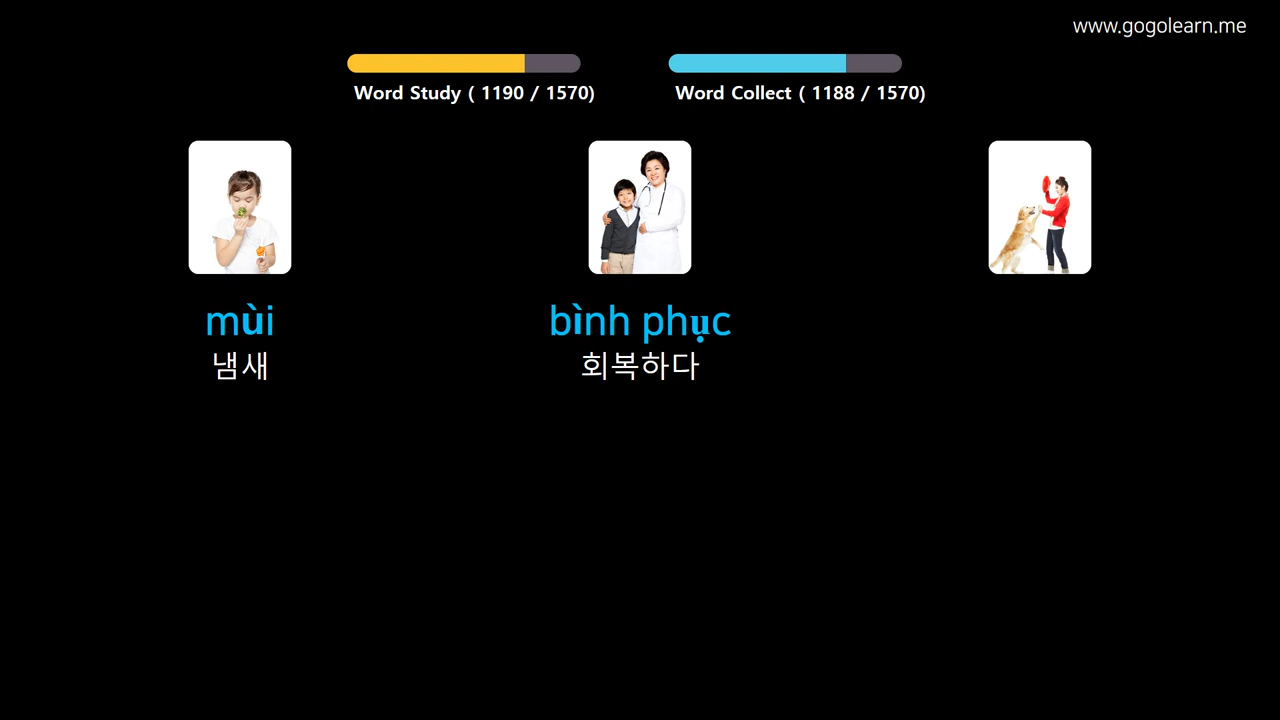 www.gogolearn.me
Word Study ( 1190 / 1570)
Word Collect ( 1188 / 1570)
mùi
냄새
bình phục
회복하다